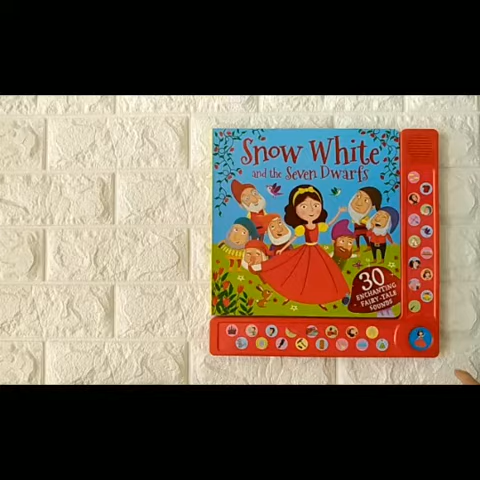 Snow White
and the Seven Dwarfs
30
ENCHANTING
FAIRY-TALE
SOUNDS